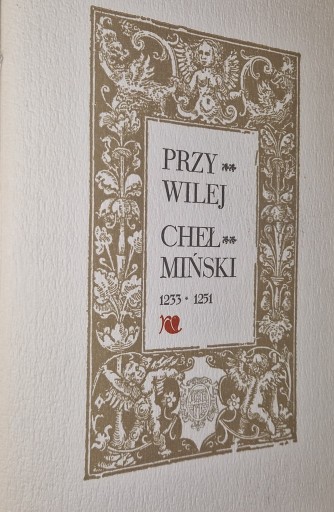 PRZY
WILEJ
CHEŁ
MIŃSKI
1233 • 1251